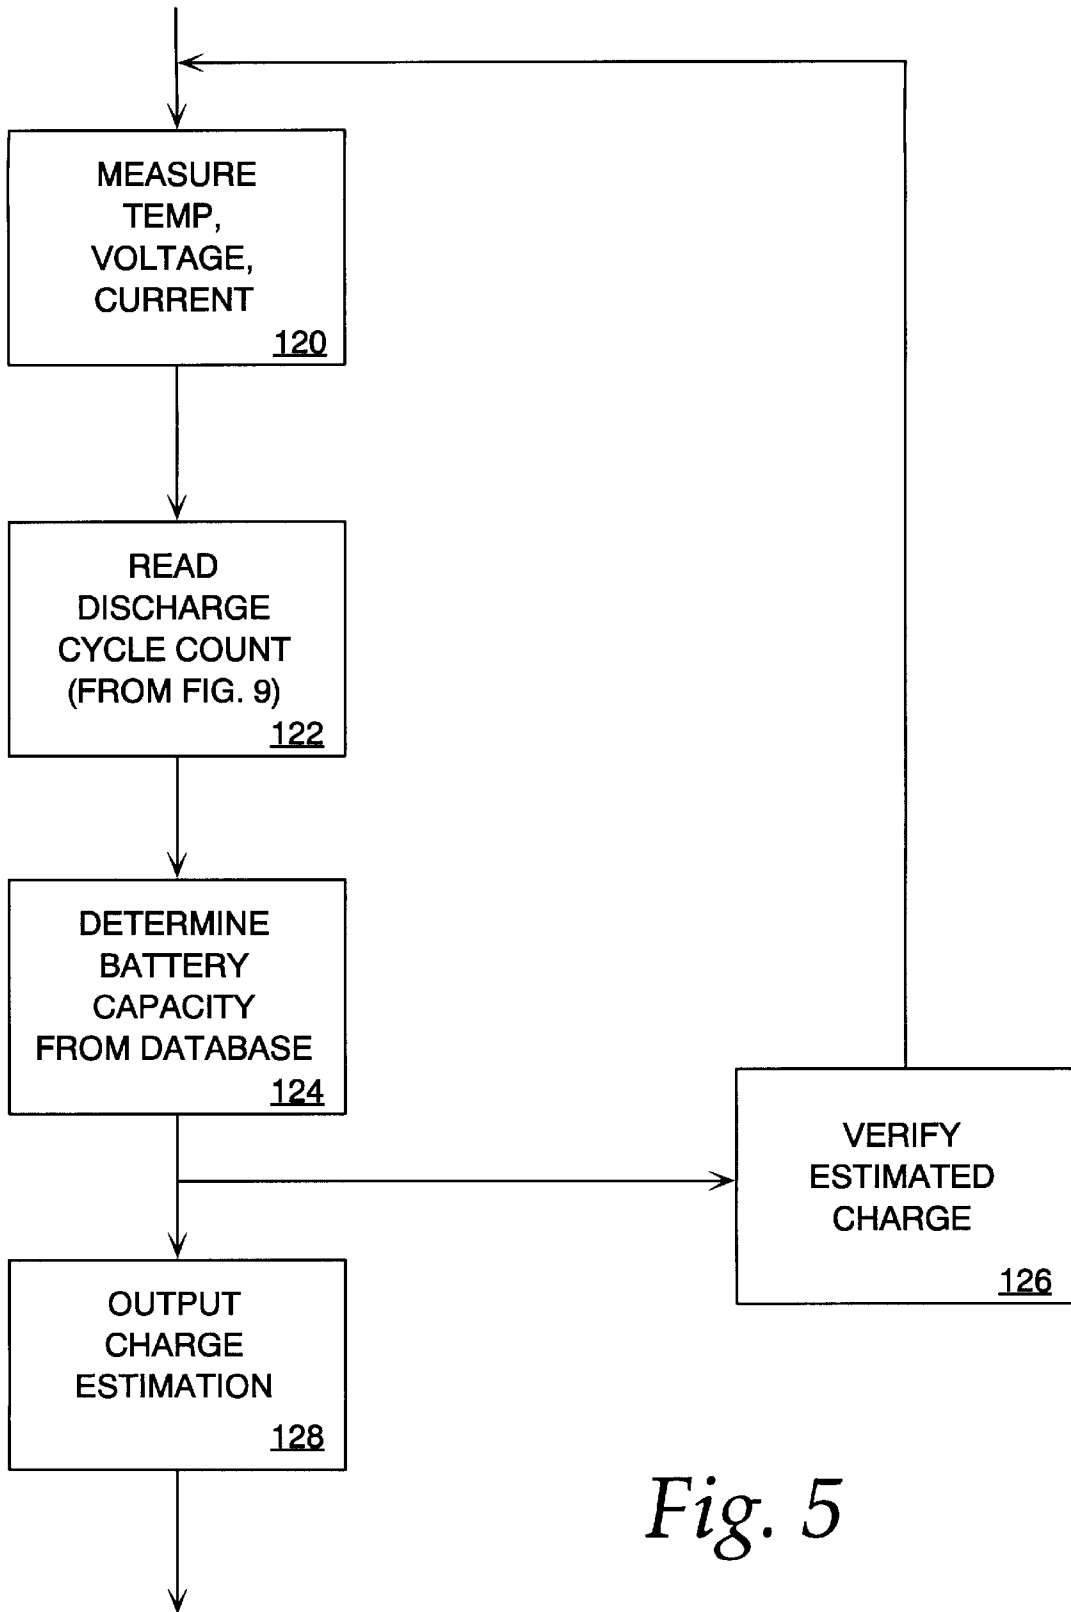 MEASURE
TEMP,
VOLTAGE,
CURRENT
120
READ
DISCHARGE
CYCLE COUNT
(FROM FIG. 9)
122
DETERMINE
BATTERY
CAPACITY
FROM DATABASE
124
VERIFY
ESTIMATED
CHARGE
126
OUTPUT
CHARGE
ESTIMATION
128
Fig. 5